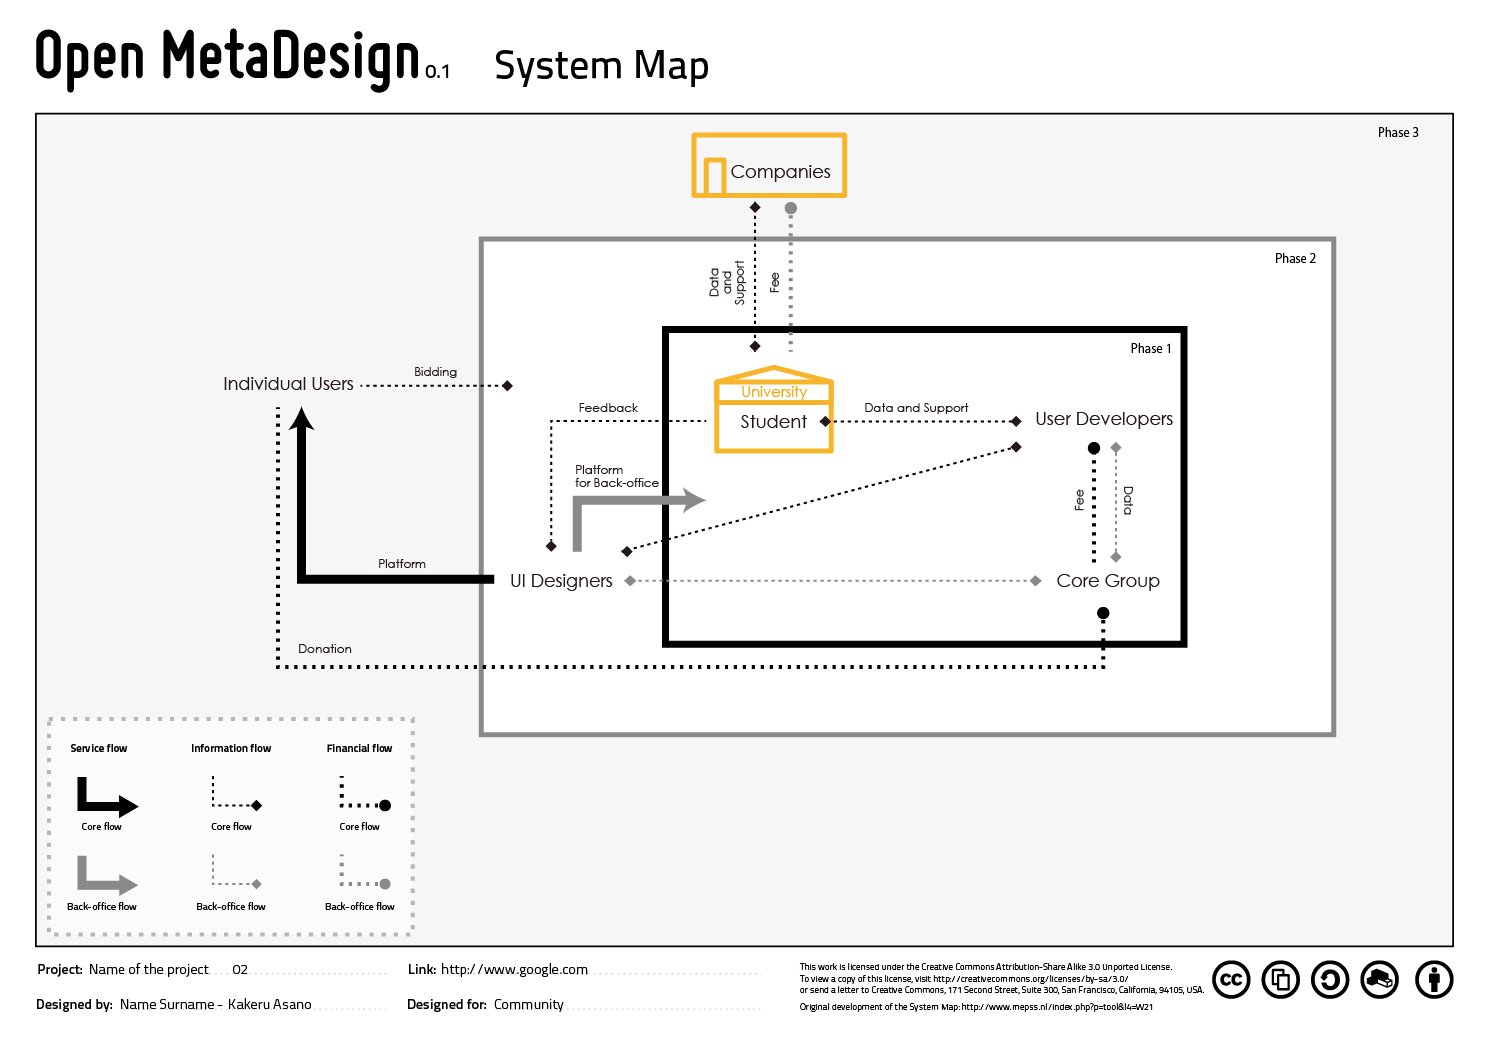 Open MetaDesign 0.1 System Map
Phase 3
Companies
Phase 2
Data
and
Support
Fee
Phase 1
Individual Users
Bidding
University
Feedback
Student
Data and Support
User Developers
Platform
for Back-office
Fee
Data
Platform
UI Designers
Core Group
Donation
Service flow
Information flow
Financial flow
Core flow
Core flow
Core flow
Back-office flow
Back-office flow
Back-office flow
Project: Name of the project 02
Link: http://www.google.com
Designed by: Name Surname - Kakeru Asano
Designed for: Community
This work is licensed under the Creative Commons Attribution-Share Alike 3.0 Unported License.
To view a copy of this license, visit http://creativecommons.org/licenses/by-sa/3.0/
or send a letter to Creative Commons, 171 Second Street, Suite 300, San Francisco, California, 94105, USA.
Original development of the System Map: http://www.mepss.nl/index.php?p=tool&l4=W21
cc